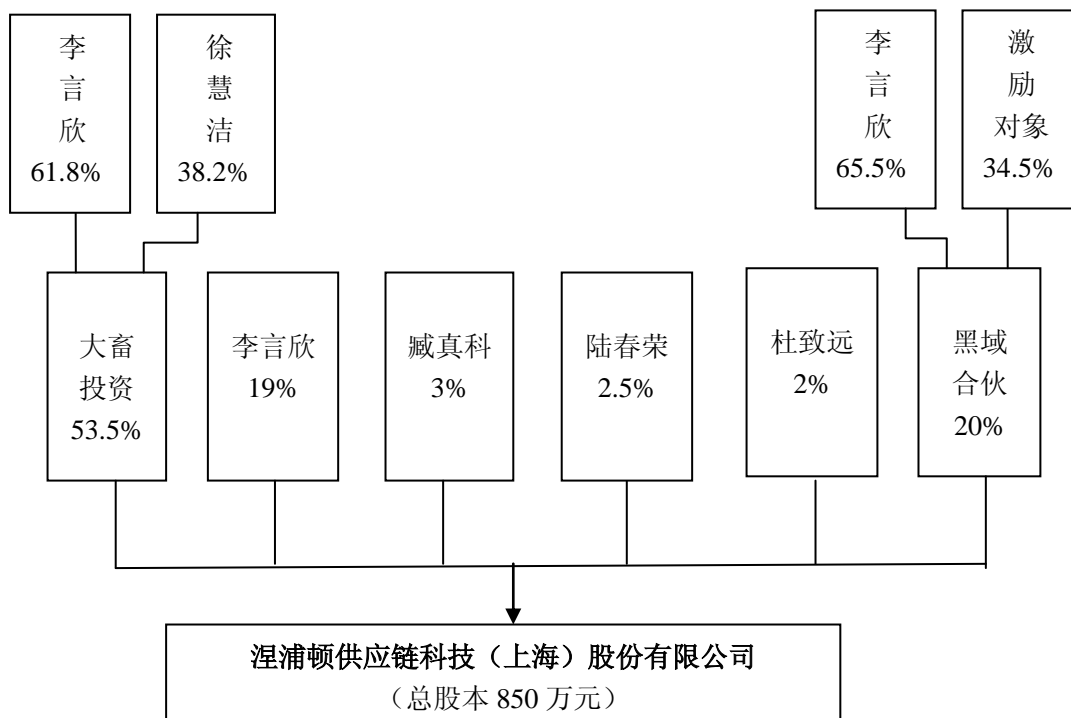 李
言
欣
61.8%
徐
慧
洁
38.2%
李
言
欣
65.5%
激
励
对象
34.5%
大畜
投资
53.5%
李言欣
19%
臧真科
3%
陆春荣
2.5%
杜致远
2%
黑域
合伙
20%
涅浦顿供应链科技（上海）股份有限公司
（总股本 850 万元）